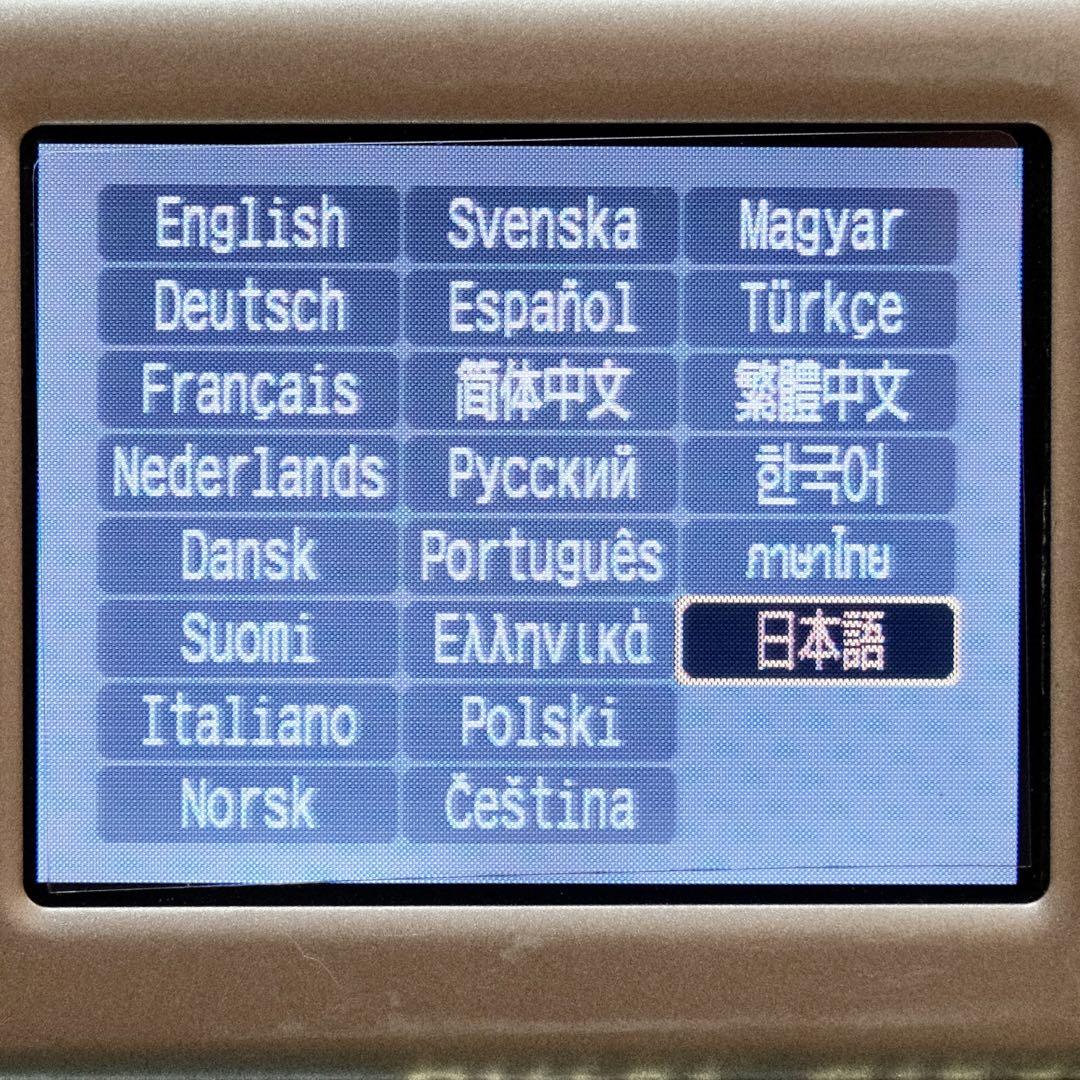 English Svenska Magyar
Deutsch Español Türkçe
Français 简体中文 繁體中文
Nederlands Русский 한국어
Dansk Português ภาษาไทย
Suomi Ελληνικά 日本語
Italiano Polski
Norsk Čeština